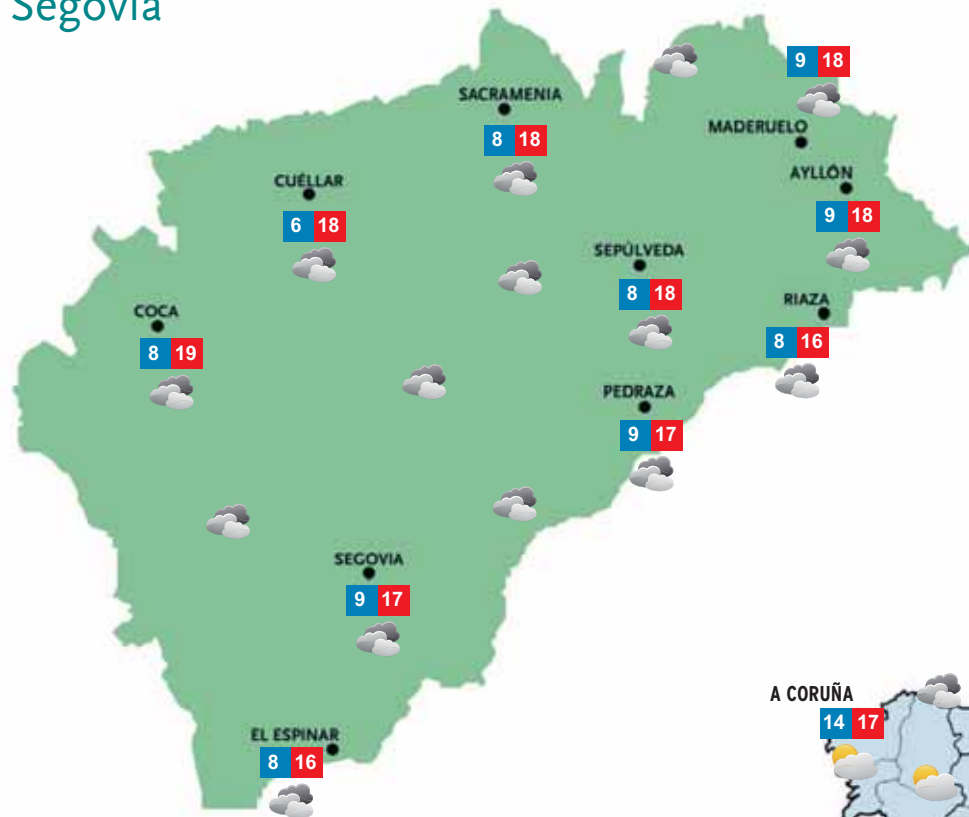 Segovia
9 18
SACRAMENIA
MADERUELO
8 18
AYLLÓN
CUÉLLAR
9 18
6 18
SEPÚLVEDA
8 18
RIAZA
COCA
8 16
8 19
PEDRAZA
9 17
SEGOVIA
9 17
A CORUÑA
14 17
EL ESPINAR
8 16